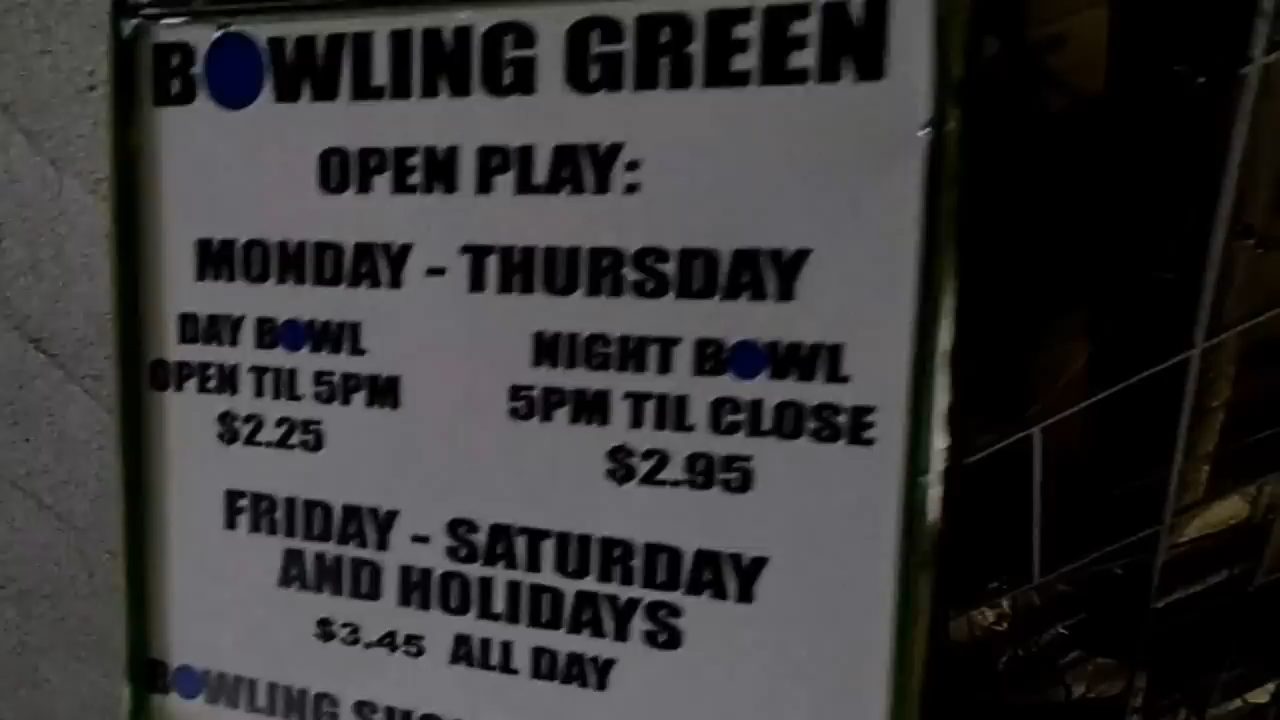 BOWLING GREEN
OPEN PLAY:
MONDAY - THURSDAY
DAY BOWL
OPEN TIL 5PM
$2.25
NIGHT BOWL
5PM TIL CLOSE
$2.95
FRIDAY - SATURDAY
AND HOLIDAYS
$3.45 ALL DAY
BOWLING